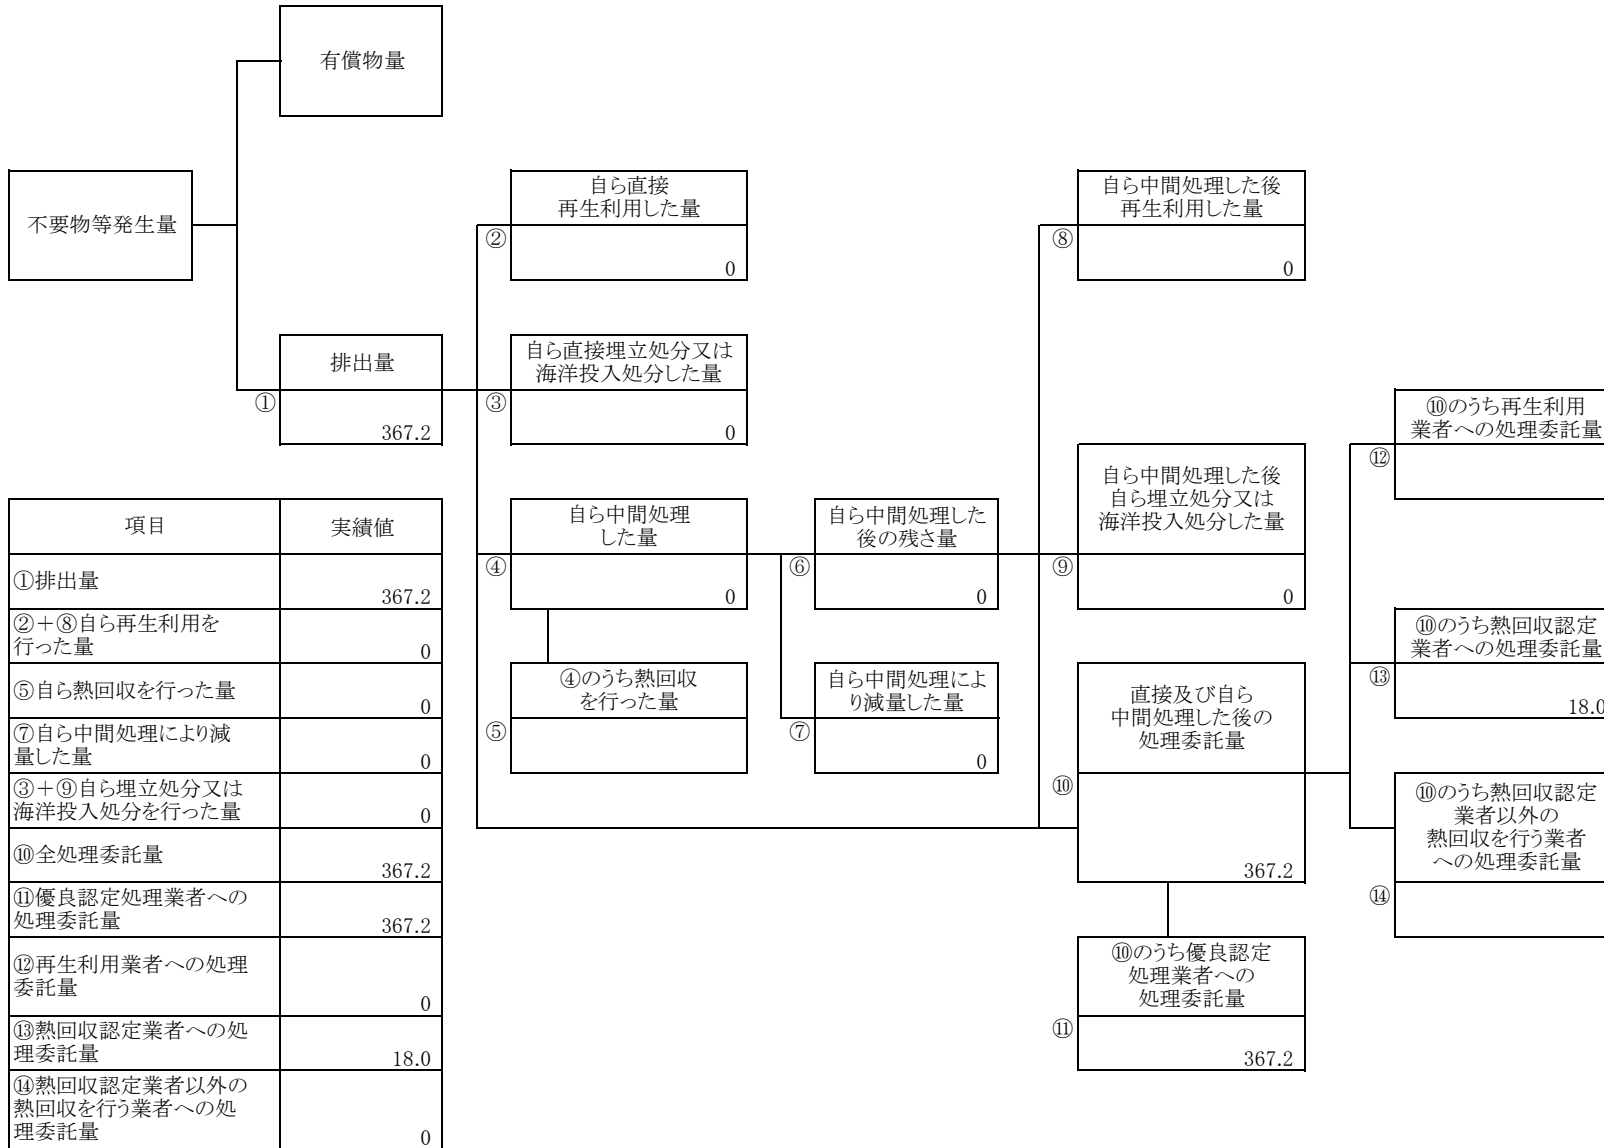 有償物量
不要物等発生量
自ら直接
再生利用した量
②
0
自ら中間処理した後
再生利用した量
⑧
0
排出量
①
367.2
自ら直接埋立処分又は
海洋投入処分した量
③
0
⑩のうち再生利用
業者への処理委託量
⑫
自ら中間処理
した量
④
0
自ら中間処理した
後の残さ量
⑥
0
自ら中間処理した後
自ら埋立処分又は
海洋投入処分した量
⑨
0
⑩のうち熱回収認定
業者への処理委託量
⑬
18.0
④のうち熱回収
を行った量
⑤
自ら中間処理によ
り減量した量
⑦
0
直接及び自ら
中間処理した後の
処理委託量
⑩
367.2
⑩のうち熱回収認定
業者以外の
熱回収を行う業者
への処理委託量
⑭
⑩のうち優良認定
処理業者への
処理委託量
⑪
367.2
項目 実績値
①排出量
367.2
②+⑧自ら再生利用を
行った量
0
⑤自ら熱回収を行った量
0
⑦自ら中間処理により減
量した量
0
③+⑨自ら埋立処分又は
海洋投入処分を行った量
0
⑩全処理委託量
367.2
⑪優良認定処理業者への
処理委託量
367.2
⑫再生利用業者への処理
委託量
0
⑬熱回収認定業者への処
理委託量
18.0
⑭熱回収認定業者以外の
熱回収を行う業者への処
理委託量
0